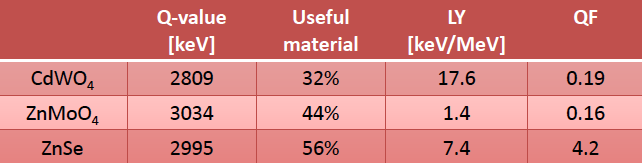 Q-value [keV] Useful material LY [keV/MeV] QF
CdWO₄ 2809 32% 17.6 0.19
ZnMoO₄ 3034 44% 1.4 0.16
ZnSe 2995 56% 7.4 4.2